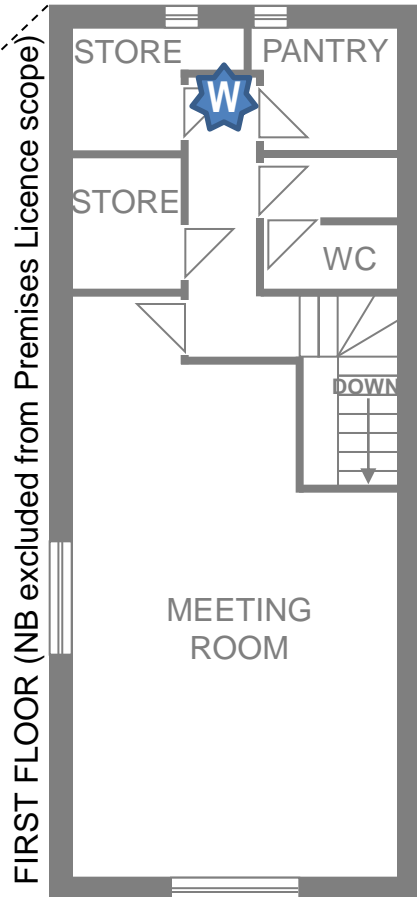 FIRST FLOOR (NB excluded from Premises Licence scope)
STORE
PANTRY
W
STORE
WC
DOWN
MEETING
ROOM